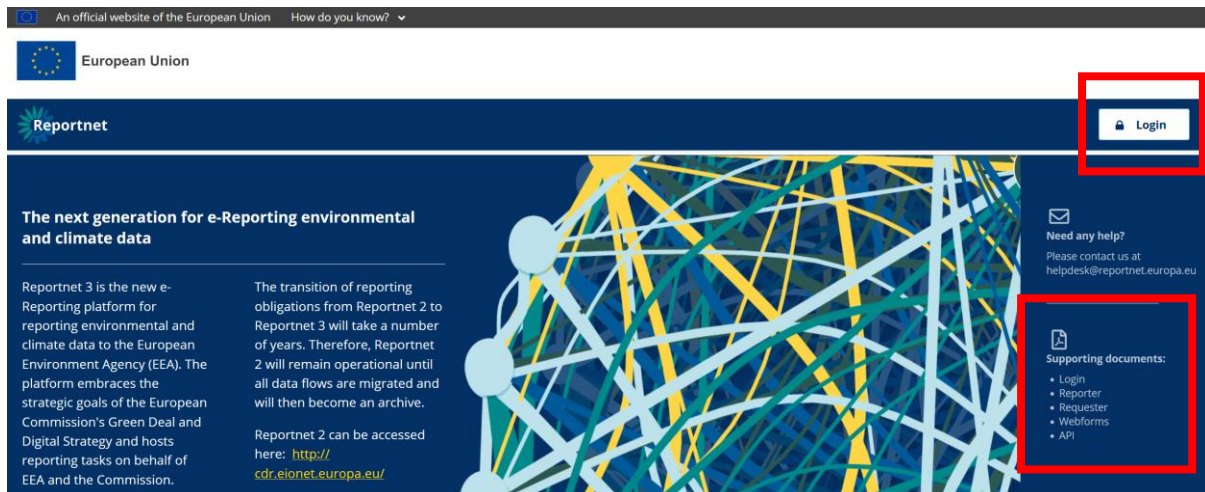 An official website of the European Union How do you know?
European Union
Reportnet
Login
The next generation for e-Reporting environmental
and climate data
Reportnet 3 is the new e-
Reporting platform for
reporting environmental and
climate data to the European
Environment Agency (EEA). The
platform embraces the
strategic goals of the European
Commission's Green Deal and
Digital Strategy and hosts
reporting tasks on behalf of
EEA and the Commission.
The transition of reporting
obligations from Reportnet 2 to
Reportnet 3 will take a number
of years. Therefore, Reportnet
2 will remain operational until
all data flows are migrated and
will then become an archive.
Reportnet 2 can be accessed
here: http://
cdr.eionet.europa.eu/
Need any help?
Please contact us at
helpdesk@reportnet.europa.eu
Supporting documents:
• Login
• Reporter
• Requester
• Webforms
• API